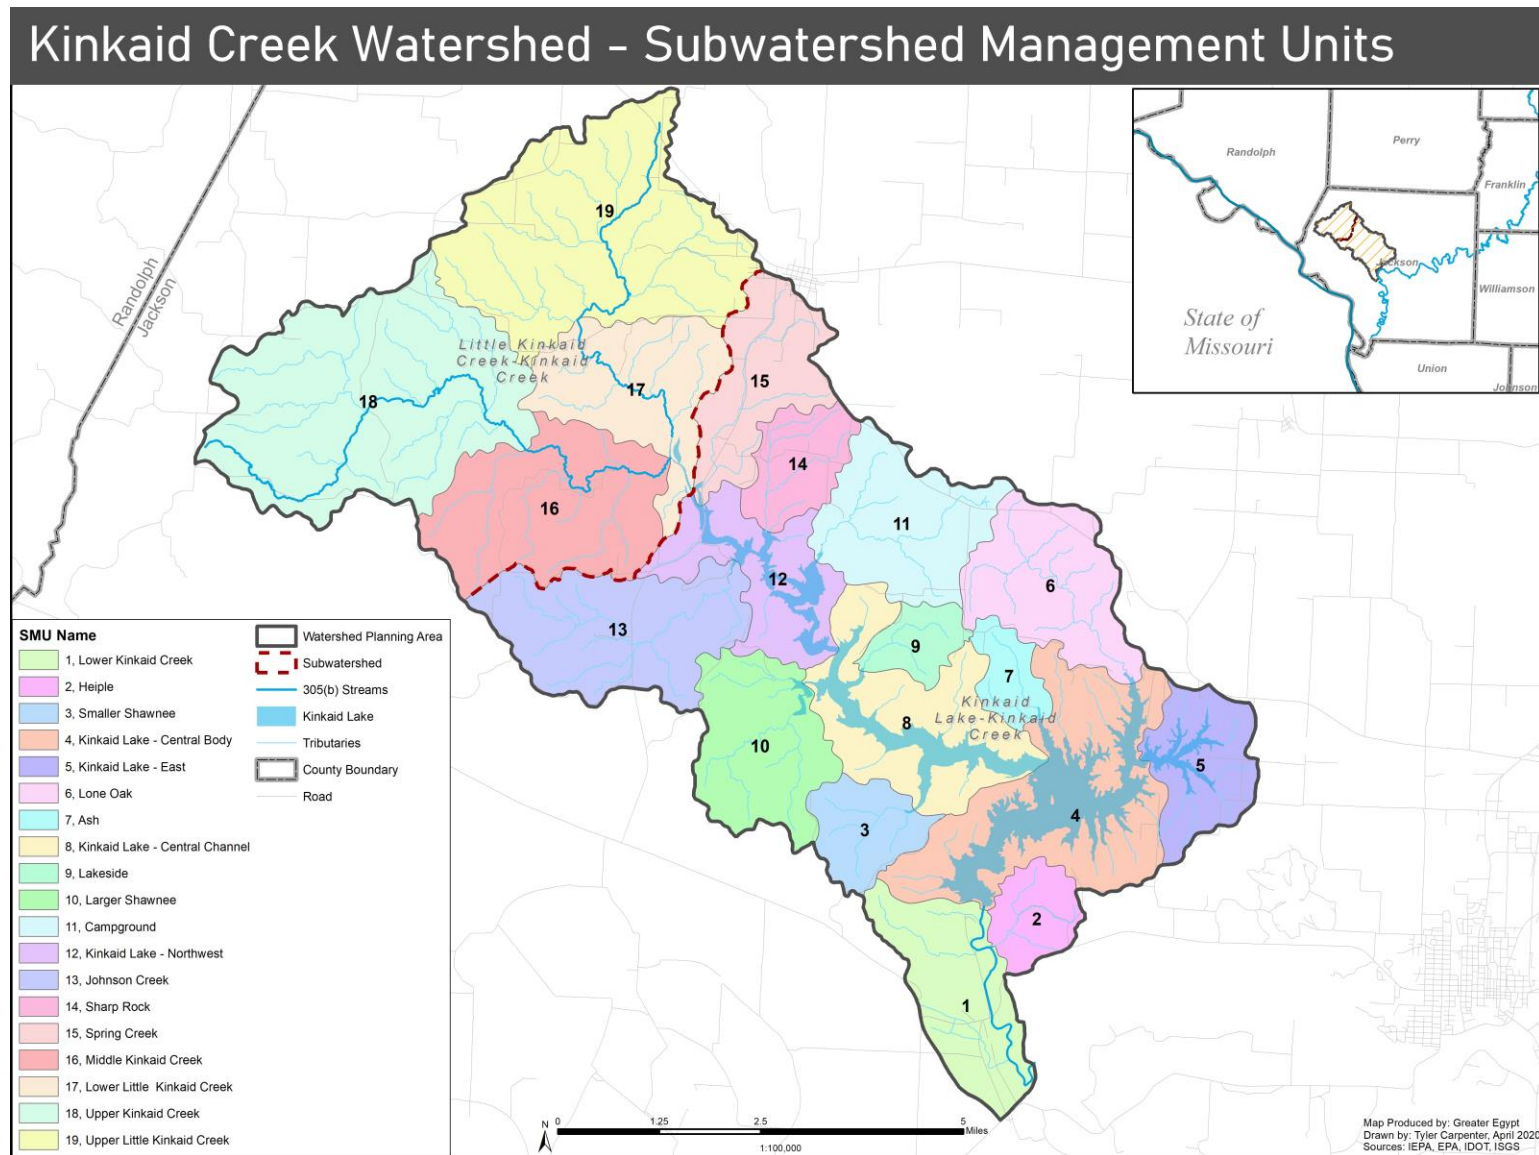 Kinkaid Creek Watershed - Subwatershed Management Units
Randolph
Jackson
19
Little Kinkaid
Creek-Kinkaid
Creek
18
17
15
14
16
11
12
6
13
9
7
Kinkaid
Lake-Kinkaid
Creek
8
10
5
4
3
2
1
Randolph
Perry
Franklin
Jackson
Williamson
State of
Missouri
Union
Johnson
SMU Name
1, Lower Kinkaid Creek
2, Heiple
3, Smaller Shawnee
4, Kinkaid Lake - Central Body
5, Kinkaid Lake - East
6, Lone Oak
7, Ash
8, Kinkaid Lake - Central Channel
9, Lakeside
10, Larger Shawnee
11, Campground
12, Kinkaid Lake - Northwest
13, Johnson Creek
14, Sharp Rock
15, Spring Creek
16, Middle Kinkaid Creek
17, Lower Little  Kinkaid Creek
18, Upper Kinkaid Creek
19, Upper Little Kinkaid Creek
Watershed Planning Area
Subwatershed
305(b) Streams
Kinkaid Lake
Tributaries
County Boundary
Road
N
0 1.25 2.5 5
Miles
1:100,000
Map Produced by: Greater Egypt
Drawn by: Tyler Carpenter, April 2020
Sources: IEPA, EPA, IDOT, ISGS